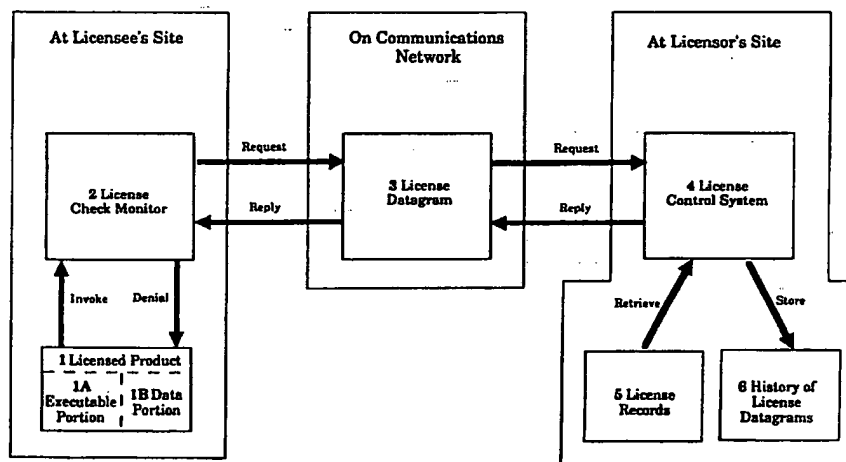 At Licensee's Site
On Communications
Network
At Licensor's Site
Request
Request
2 License
Check Monitor
3 License
Datagram
4 License
Control System
Reply
Reply
Invoke
Denial
Retrieve
Store
1 Licensed Product
1A
Executable
Portion
1B Data
Portion
5 License
Records
6 History of
License
Datagrams